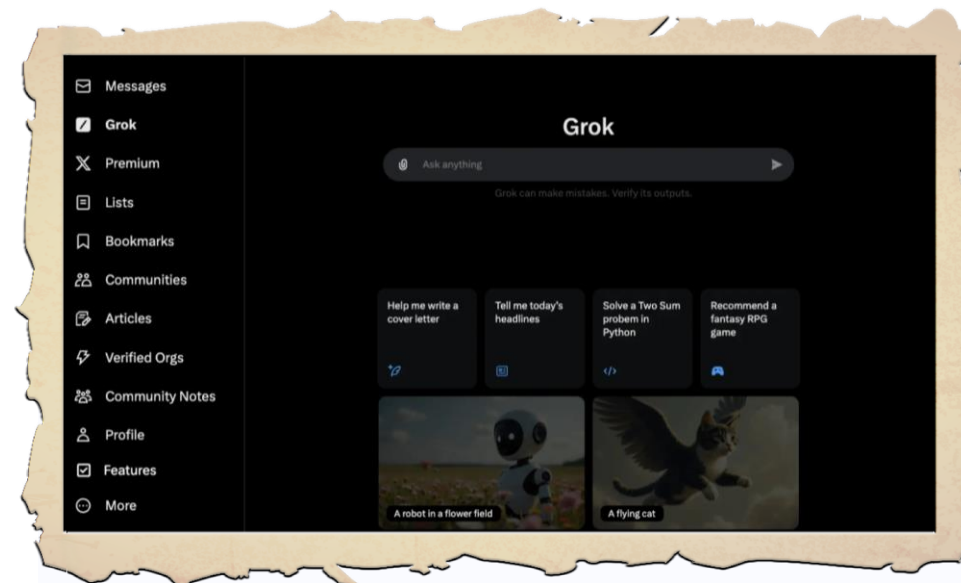 Messages
Grok
Premium
Lists
Bookmarks
Communities
Articles
Verified Orgs
Community Notes
Profile
Features
More
Grok
Ask anything
Grok can make mistakes. Verify its outputs.
Help me write a
cover letter
Tell me today's
headlines
Solve a Two Sum
probem in
Python
Recommend a
fantasy RPG
game
A robot in a flower field
A flying cat